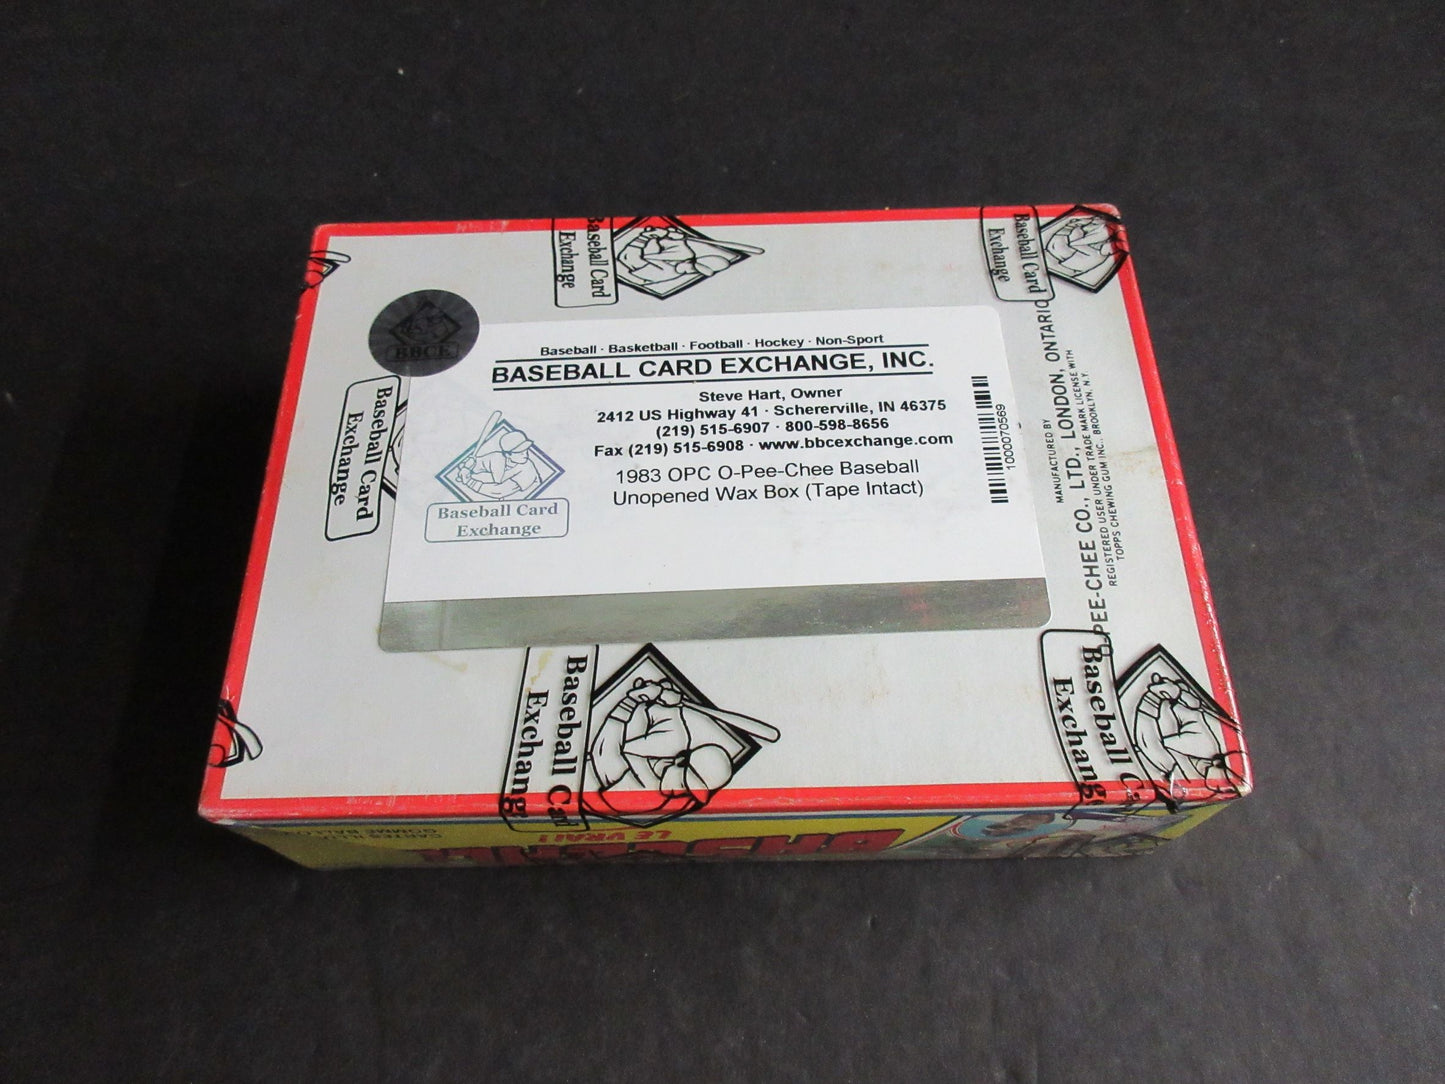 Baseball Card
Exchange
Baseball Card
Exchange
BBCE
Baseball · Basketball · Football · Hockey · Non-Sport
BASEBALL CARD EXCHANGE, INC.
Steve Hart, Owner
2412 US Highway 41 · Schererville, IN 46375
(219) 515-6907 · 800-598-8656
Fax (219) 515-6908 · www.bbcexchange.com
1983 OPC O-Pee-Chee Baseball
Unopened Wax Box (Tape Intact)
1000070569
Baseball Card
Exchange
Baseball Card
Exchange
MANUFACTURED BY
PEE-CHEE CO., LTD., LONDON, ONTARIO
REGISTERED USER UNDER TRADE MARK LICENSE WITH
TOPPS CHEWING GUM INC., BROOKLYN, N.Y.
Baseball Card
Exchang
Baseball C
Exchang
LE VRAI!